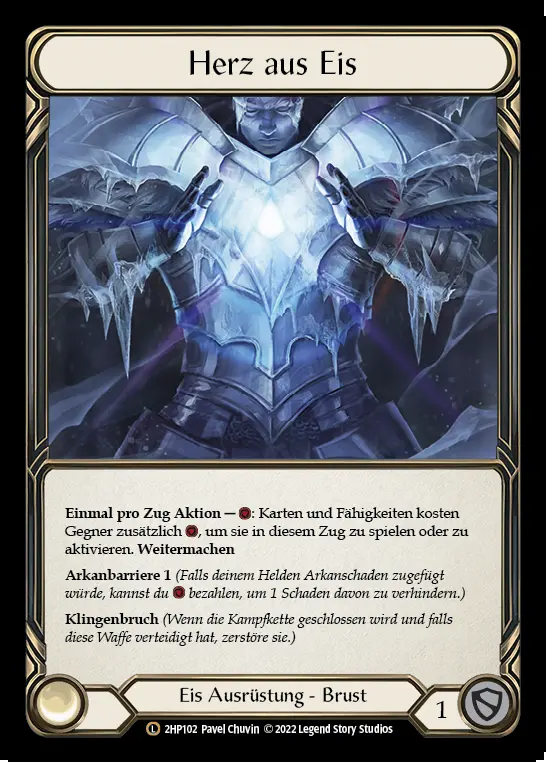 Herz aus Eis
Einmal pro Zug Aktion — : Karten und Fähigkeiten kosten
Gegner zusätzlich , um sie in diesem Zug zu spielen oder zu
aktivieren. Weitermachen
Arkanbarriere 1 (Falls deinem Helden Arkanschaden zugefügt
würde, kannst du bezahlen, um 1 Schaden davon zu verhindern.)
Klingenbruch (Wenn die Kampfkette geschlossen wird und falls
diese Waffe verteidigt hat, zerstöre sie.)
Eis Ausrüstung - Brust
1
L 2HP102 Pavel Chuvin © 2022 Legend Story Studios